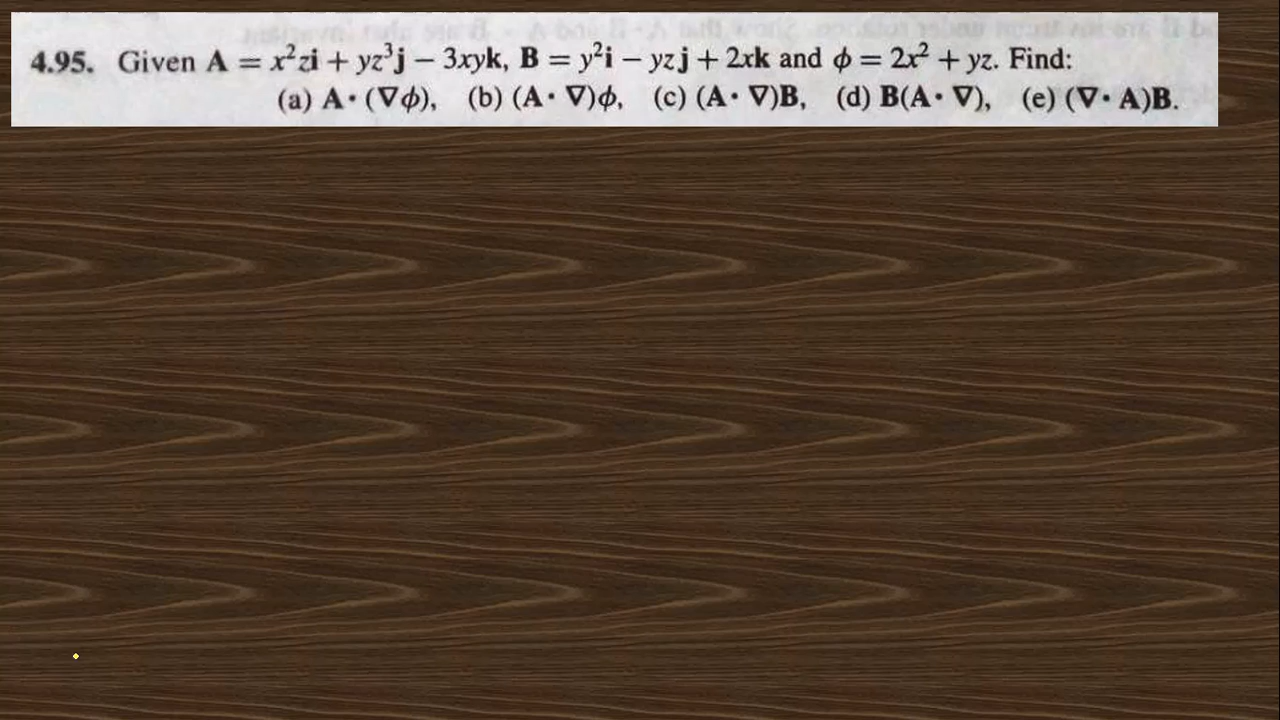 4.95. Given A = x²zi + yz³j − 3xyk, B = y²i − yzj + 2xk and ϕ = 2x² + yz. Find:
(a) A · (∇ϕ), (b) (A · ∇)ϕ, (c) (A · ∇)B, (d) B(A · ∇), (e) (∇ · A)B.